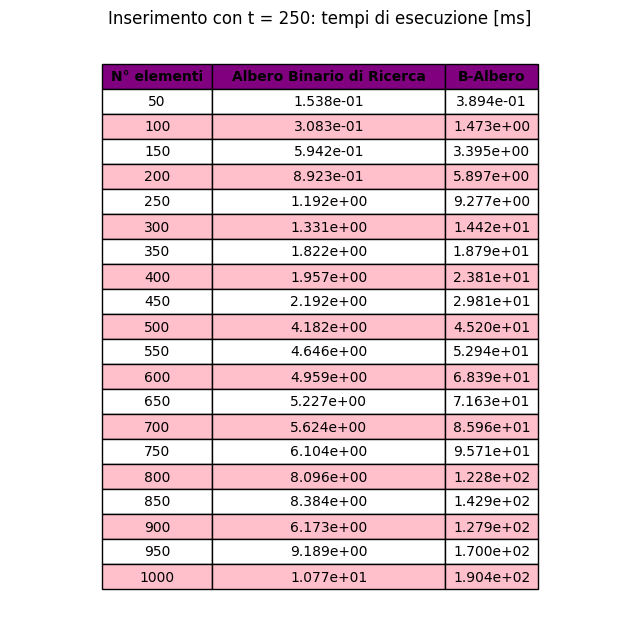 Inserimento con t = 250: tempi di esecuzione [ms]
N° elementi Albero Binario di Ricerca B-Albero
50 1.538e-01 3.894e-01
100 3.083e-01 1.473e+00
150 5.942e-01 3.395e+00
200 8.923e-01 5.897e+00
250 1.192e+00 9.277e+00
300 1.331e+00 1.442e+01
350 1.822e+00 1.879e+01
400 1.957e+00 2.381e+01
450 2.192e+00 2.981e+01
500 4.182e+00 4.520e+01
550 4.646e+00 5.294e+01
600 4.959e+00 6.839e+01
650 5.227e+00 7.163e+01
700 5.624e+00 8.596e+01
750 6.104e+00 9.571e+01
800 8.096e+00 1.228e+02
850 8.384e+00 1.429e+02
900 6.173e+00 1.279e+02
950 9.189e+00 1.700e+02
1000 1.077e+01 1.904e+02